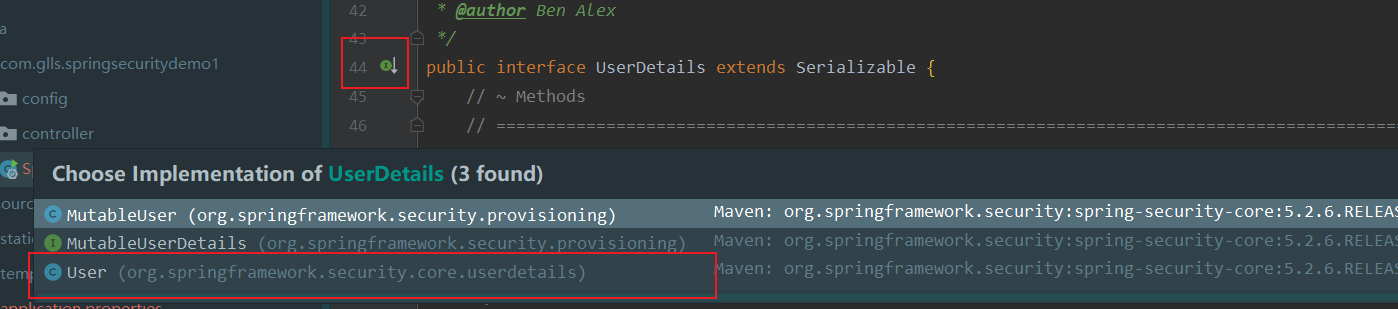 42 * @author Ben Alex
a
43 */
com.glls.springsecuritydemo1
44 public interface UserDetails extends Serializable {
config
45 // ~ Methods
controller
46 // ========================================================================================
Choose Implementation of UserDetails (3 found)
MutableUser (org.springframework.security.provisioning) Maven: org.springframework.security:spring-security-core:5.2.6.RELEAS
MutableUserDetails (org.springframework.security.provisioning) Maven: org.springframework.security:spring-security-core:5.2.6.RELEAS
User (org.springframework.security.core.userdetails) Maven: org.springframework.security:spring-security-core:5.2.6.RELEAS
application.properties